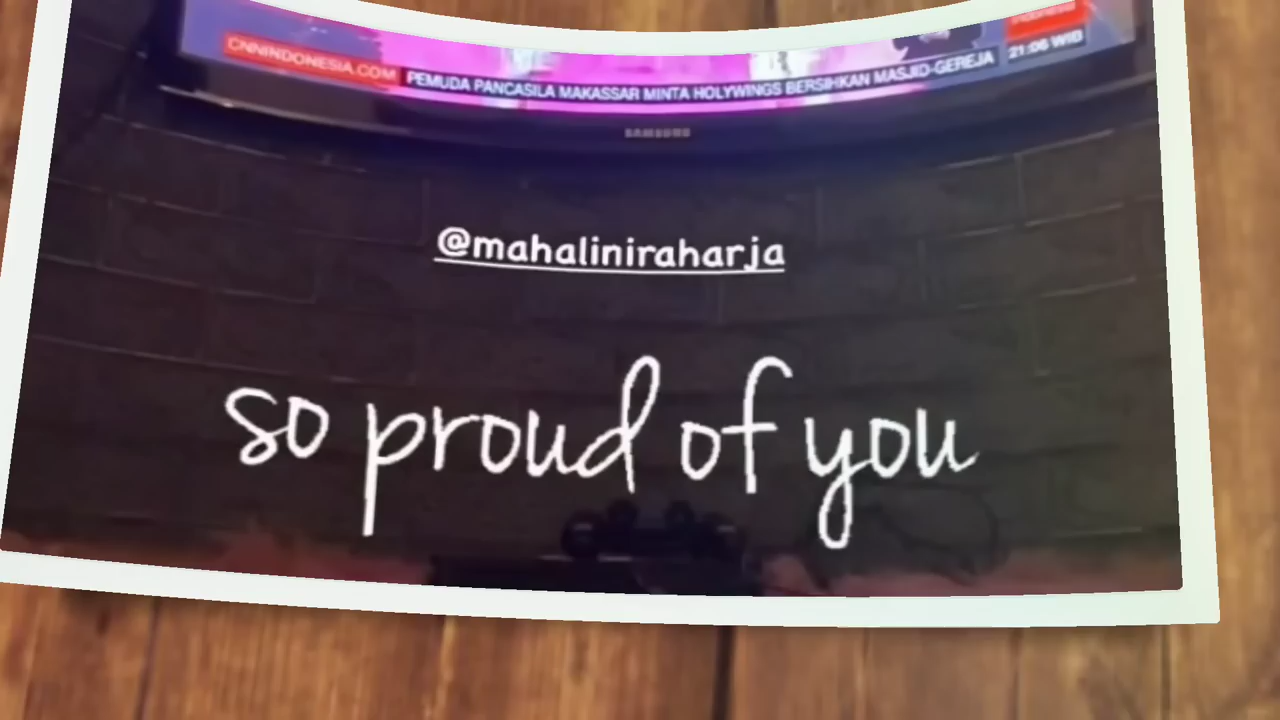 CNNINDONESIA.COM PEMUDA PANCASILA MAKASSAR MINTA HOLYWINGS BERSIHKAN MASJID-GEREJA 21:06 WIB
SAMSUNG
@mahaliniraharja
so proud of you